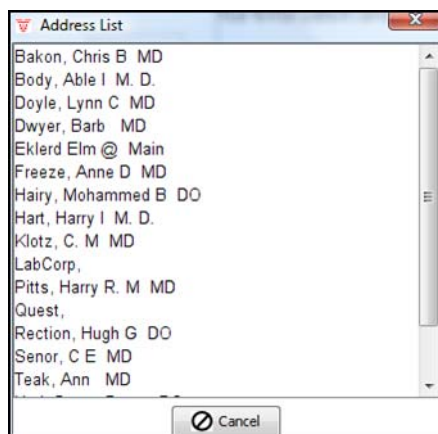 Address List
Bakon, Chris B MD
Body, Able I M. D.
Doyle, Lynn C MD
Dwyer, Barb MD
Eklerd Elm @ Main
Freeze, Anne D MD
Hairy, Mohammed B DO
Hart, Harry I M. D.
Klotz, C. M MD
LabCorp,
Pitts, Harry R. M MD
Quest,
Rection, Hugh G DO
Senor, C E MD
Teak, Ann MD
Cancel